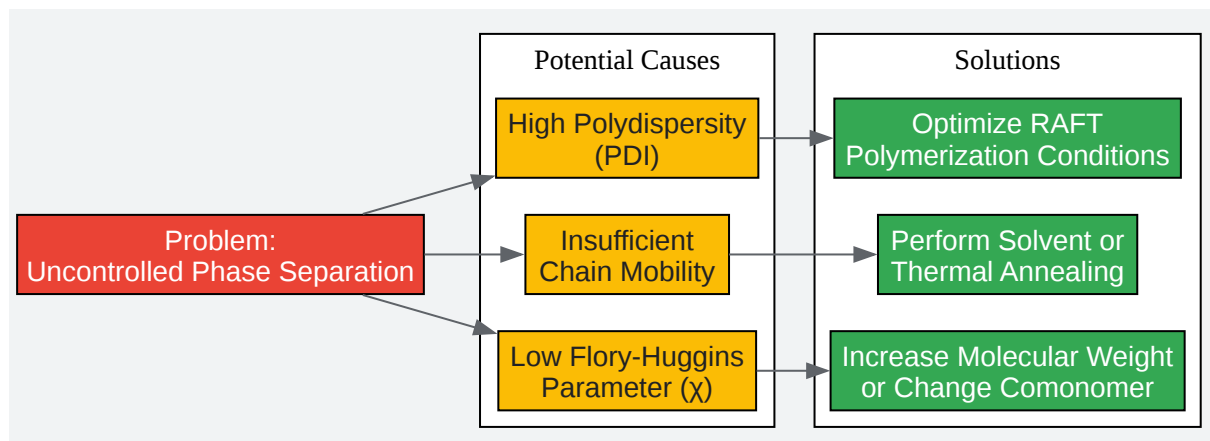 Potential Causes
Solutions
High Polydispersity
(PDI)
Optimize RAFT
Polymerization Conditions
Problem:
Uncontrolled Phase Separation
Insufficient
Chain Mobility
Perform Solvent or
Thermal Annealing
Low Flory-Huggins
Parameter (χ)
Increase Molecular Weight
or Change Comonomer